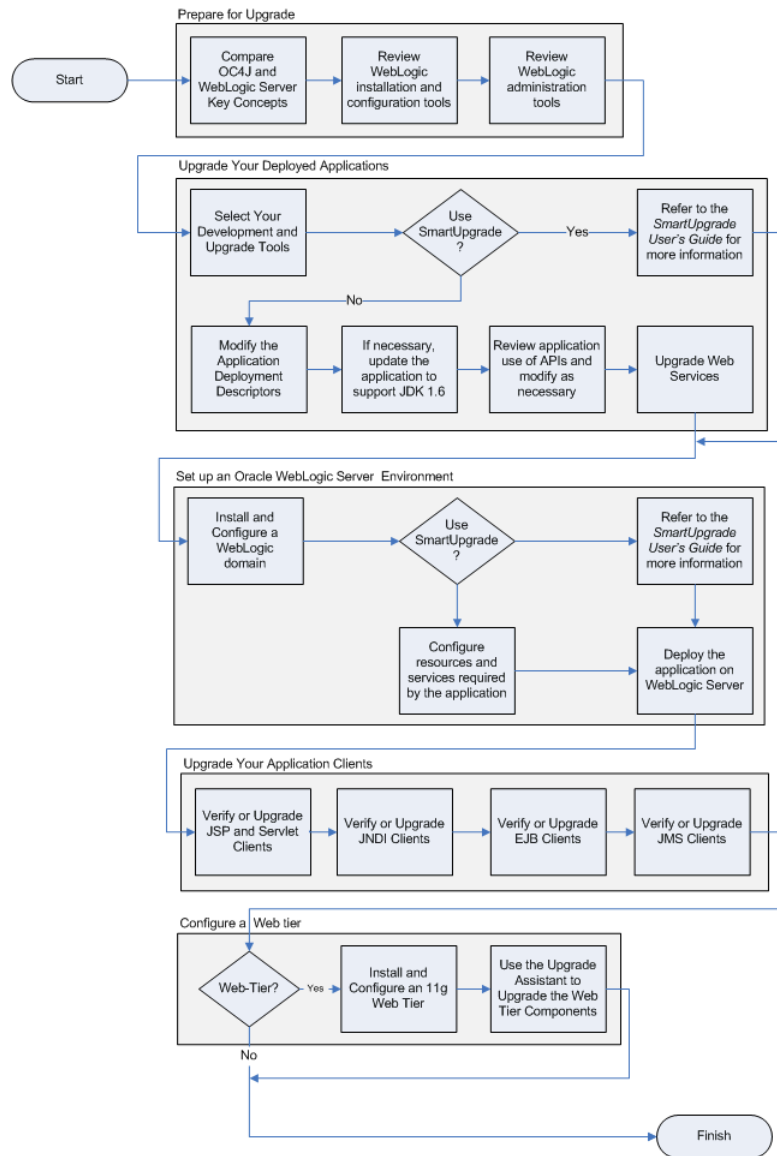 Prepare for Upgrade
Start
Compare
OC4J and
WebLogic Server
Key Concepts
Review
WebLogic
installation and
configuration tools
Review
WebLogic
administration
tools
Upgrade Your Deployed Applications
Select Your
Development and
Upgrade Tools
Use
SmartUpgrade
?
Yes
Refer to the
SmartUpgrade
User's Guide for
more information
No
Modify the
Application
Deployment
Descriptors
If necessary,
update the
application to
support JDK 1.6
Review application
use of APIs and
modify as
necessary
Upgrade Web
Services
Set up an Oracle WebLogic Server Environment
Install and
Configure a
WebLogic
domain
Use
SmartUpgrade
?
Refer to the
SmartUpgrade
User's Guide for
more information
Configure
resources and
services required
by the application
Deploy the
application on
WebLogic Server
Upgrade Your Application Clients
Verify or Upgrade
JSP and Servlet
Clients
Verify or Upgrade
JNDI Clients
Verify or Upgrade
EJB Clients
Verify or Upgrade
JMS Clients
Configure a Web tier
Web-Tier?
Yes
Install and
Configure an 11g
Web Tier
Use the Upgrade
Assistant to
Upgrade the Web
Tier Components
No
Finish